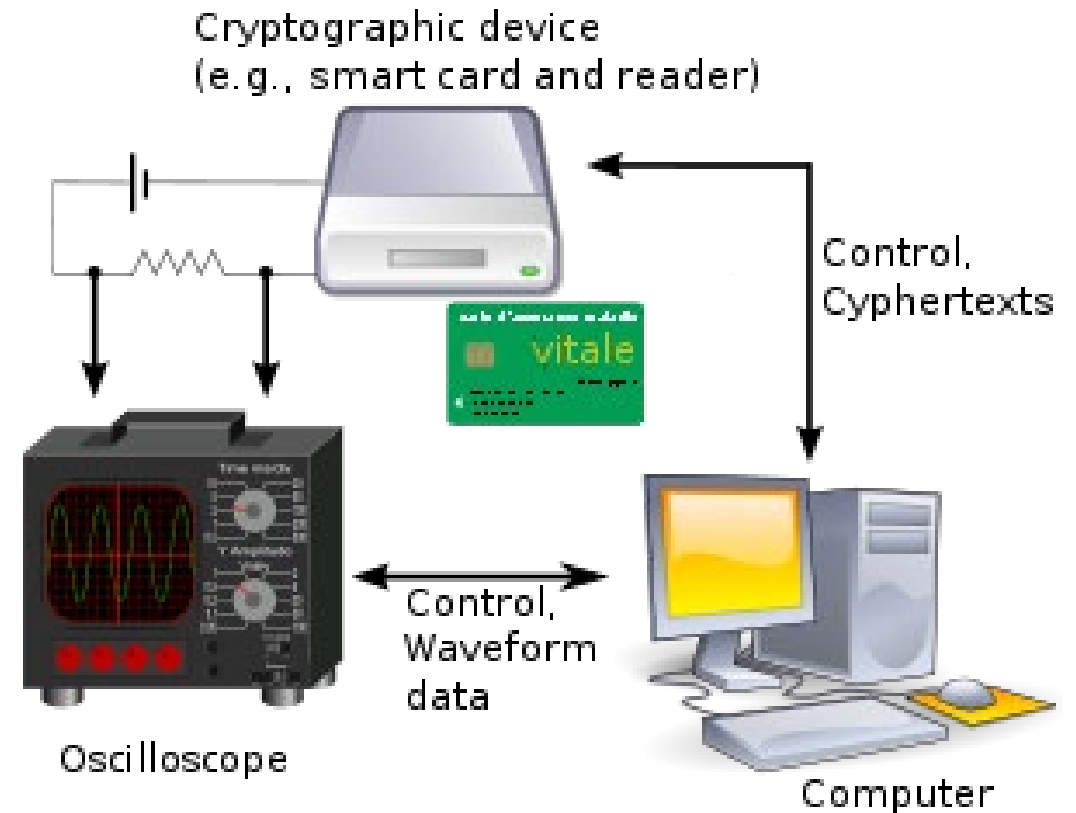 Cryptographic device
(e.g., smart card and reader)
Control,
Cyphertexts
vitale
Control,
Waveform
data
Oscilloscope
Computer